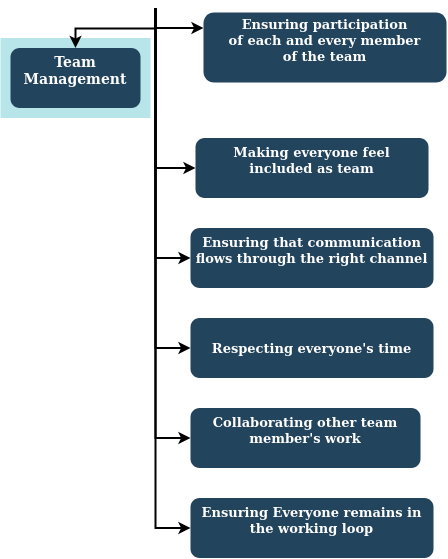 Team
Management
Ensuring participation
of each and every member
of the team
Making everyone feel
included as team
Ensuring that communication
flows through the right channel
Respecting everyone's time
Collaborating other team
member's work
Ensuring Everyone remains in
the working loop